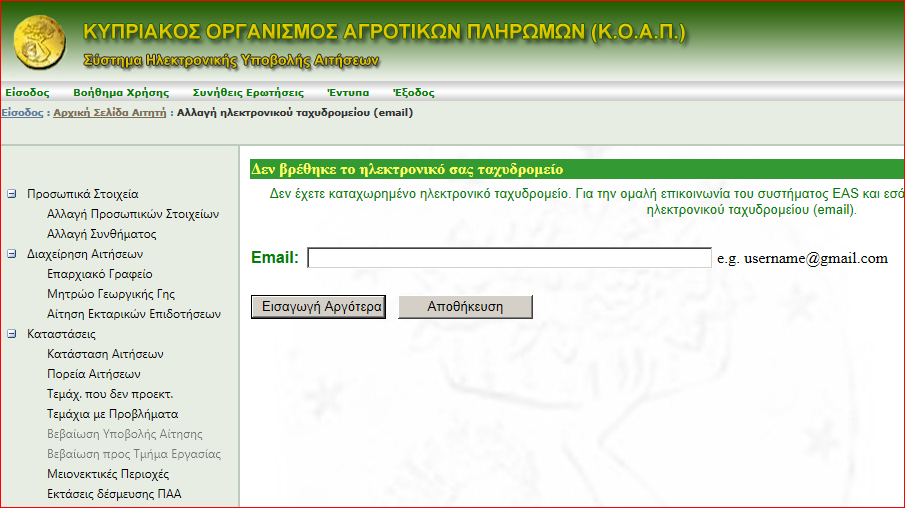 ΚΥΠΡΙΑΚΟΣ ΟΡΓΑΝΙΣΜΟΣ ΑΓΡΟΤΙΚΩΝ ΠΛΗΡΩΜΩΝ (Κ.Ο.Α.Π.)
Σύστημα Ηλεκτρονικής Υποβολής Αιτήσεων
Είσοδος Βοήθημα Χρήσης Συνήθεις Ερωτήσεις Έντυπα Έξοδος
Είσοδος : Αρχική Σελίδα Αιτητή : Αλλαγή ηλεκτρονικού ταχυδρομείου (email)
Δεν βρέθηκε το ηλεκτρονικό σας ταχυδρομείο
Δεν έχετε καταχωρημένο ηλεκτρονικό ταχυδρομείο. Για την ομαλή επικοινωνία του συστήματος EAS και εσά
ηλεκτρονικού ταχυδρομείου (email).
Email: e.g. username@gmail.com
Εισαγωγή Αργότερα Αποθήκευση
Προσωπικά Στοιχεία
Αλλαγή Προσωπικών Στοιχείων
Αλλαγή Συνθήματος
Διαχείρηση Αιτήσεων
Επαρχιακό Γραφείο
Μητρώο Γεωργικής Γης
Αίτηση Εκταρικών Επιδοτήσεων
Καταστάσεις
Κατάσταση Αιτήσεων
Πορεία Αιτήσεων
Τεμάχ. που δεν προεκτ.
Τεμάχια με Προβλήματα
Βεβαίωση Υποβολής Αίτησης
Βεβαίωση προς Τμήμα Εργασίας
Μειονεκτικές Περιοχές
Εκτάσεις δέσμευσης ΠΑΑ